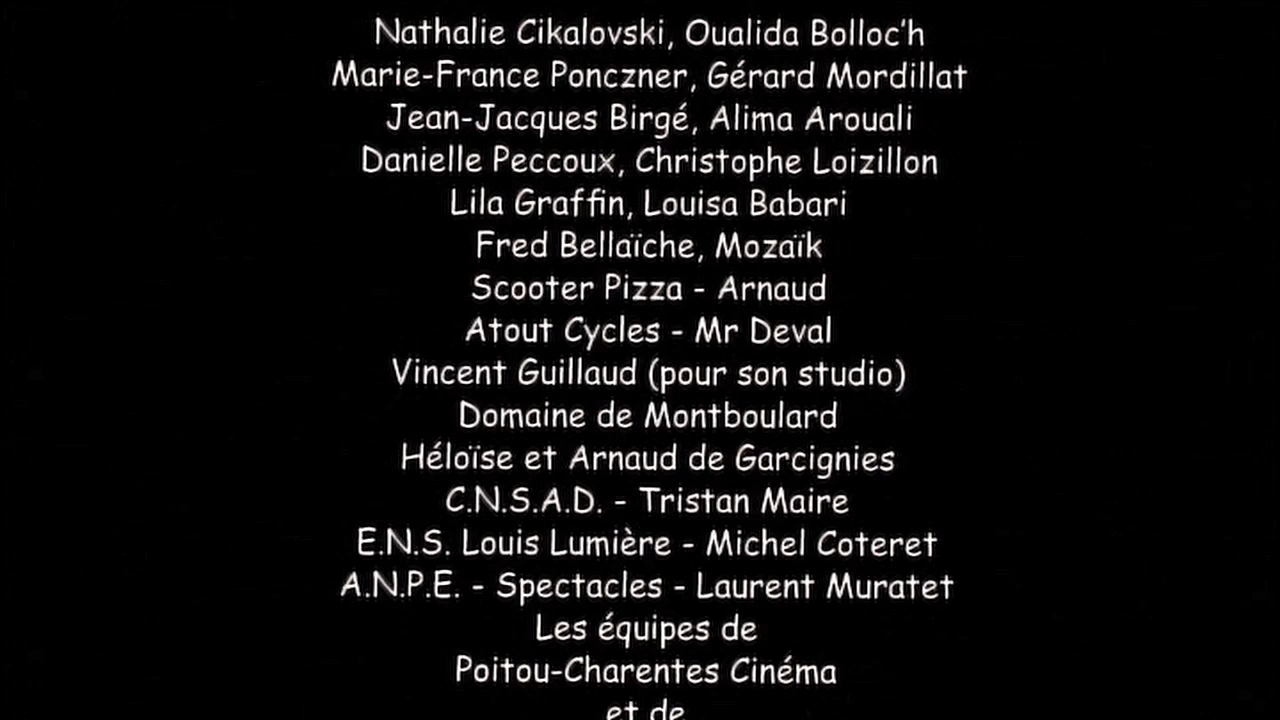 Nathalie Cikalovski, Oualida Bolloc'h
Marie-France Ponczner, Gérard Mordillat
Jean-Jacques Birgé, Alima Arouali
Danielle Peccoux, Christophe Loizillon
Lila Graffin, Louisa Babari
Fred Bellaïche, Mozaïk
Scooter Pizza - Arnaud
Atout Cycles - Mr Deval
Vincent Guillaud (pour son studio)
Domaine de Montboulard
Héloïse et Arnaud de Garcignies
C.N.S.A.D. - Tristan Maire
E.N.S. Louis Lumière - Michel Coteret
A.N.P.E. - Spectacles - Laurent Muratet
Les équipes de
Poitou-Charentes Cinéma
et de